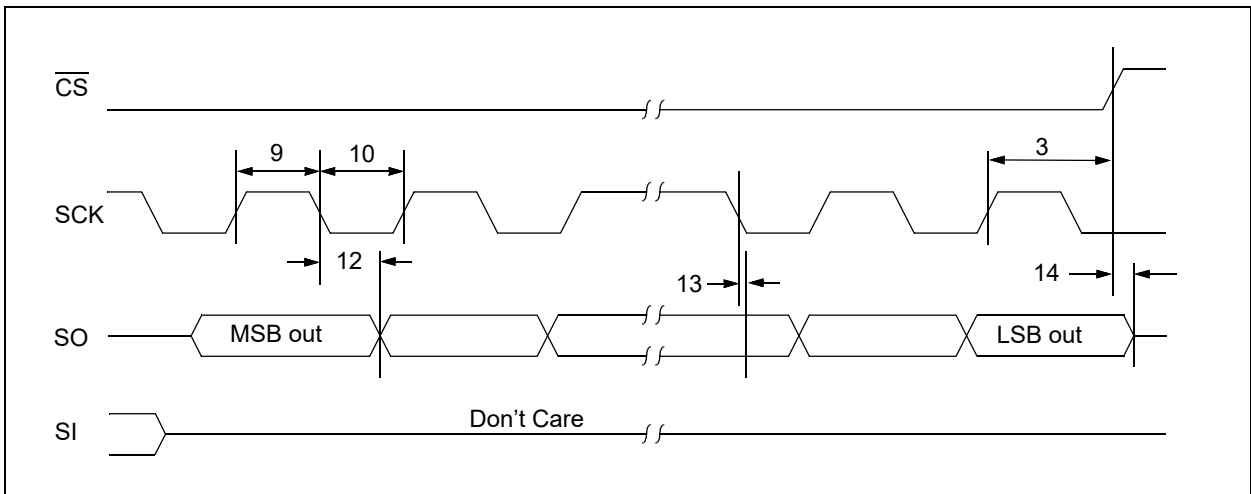 CS
9 10 3
SCK
12 13 14
SO MSB out LSB out
Don't Care
SI